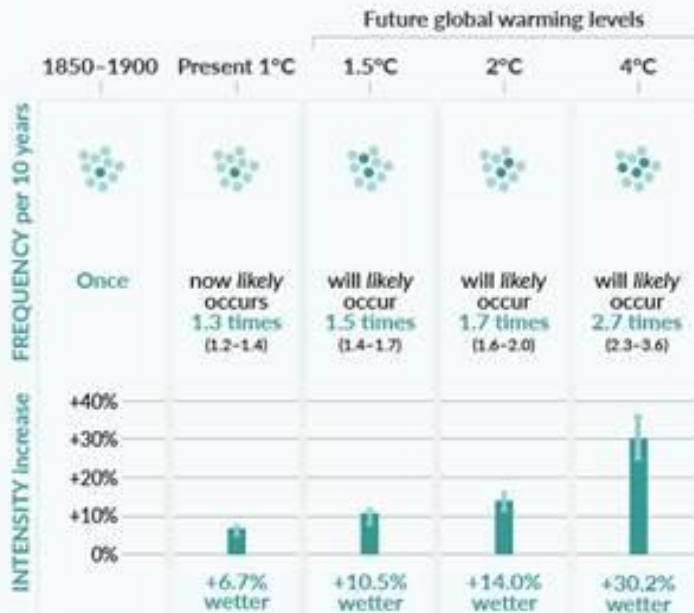 Future global warming levels
1850–1900 Present 1°C 1.5°C 2°C 4°C
FREQUENCY per 10 years
Once
now likely
occurs
1.3 times
(1.2–1.4)
will likely
occur
1.5 times
(1.4–1.7)
will likely
occur
1.7 times
(1.6–2.0)
will likely
occur
2.7 times
(2.3–3.6)
INTENSITY increase
+40%
+30%
+20%
+10%
0%
+6.7%
wetter
+10.5%
wetter
+14.0%
wetter
+30.2%
wetter